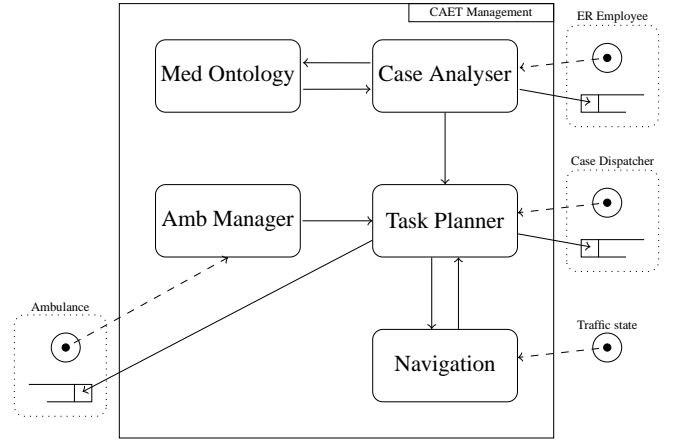 CAET Management
ER Employee
Med Ontology
Case Analyser
Case Dispatcher
Amb Manager
Task Planner
Ambulance
Traffic state
Navigation